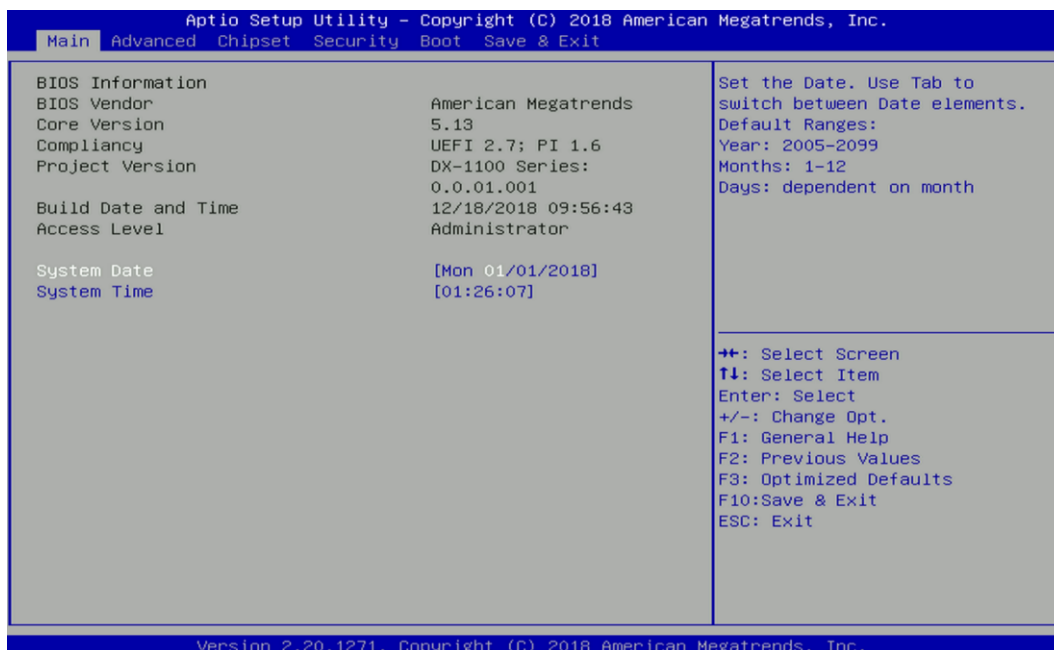 Aptio Setup Utility – Copyright (C) 2018 American Megatrends, Inc.
Main Advanced Chipset Security Boot Save & Exit
BIOS Information
BIOS Vendor American Megatrends
Core Version 5.13
Compliancy UEFI 2.7; PI 1.6
Project Version DX-1100 Series:
0.0.01.001
Build Date and Time 12/18/2018 09:56:43
Access Level Administrator
System Date [Mon 01/01/2018]
System Time [01:26:07]
Set the Date. Use Tab to
switch between Date elements.
Default Ranges:
Year: 2005-2099
Months: 1-12
Days: dependent on month
→←: Select Screen
↑↓: Select Item
Enter: Select
+/-: Change Opt.
F1: General Help
F2: Previous Values
F3: Optimized Defaults
F10:Save & Exit
ESC: Exit
Version 2.20.1271. Copyright (C) 2018 American Megatrends, Inc.